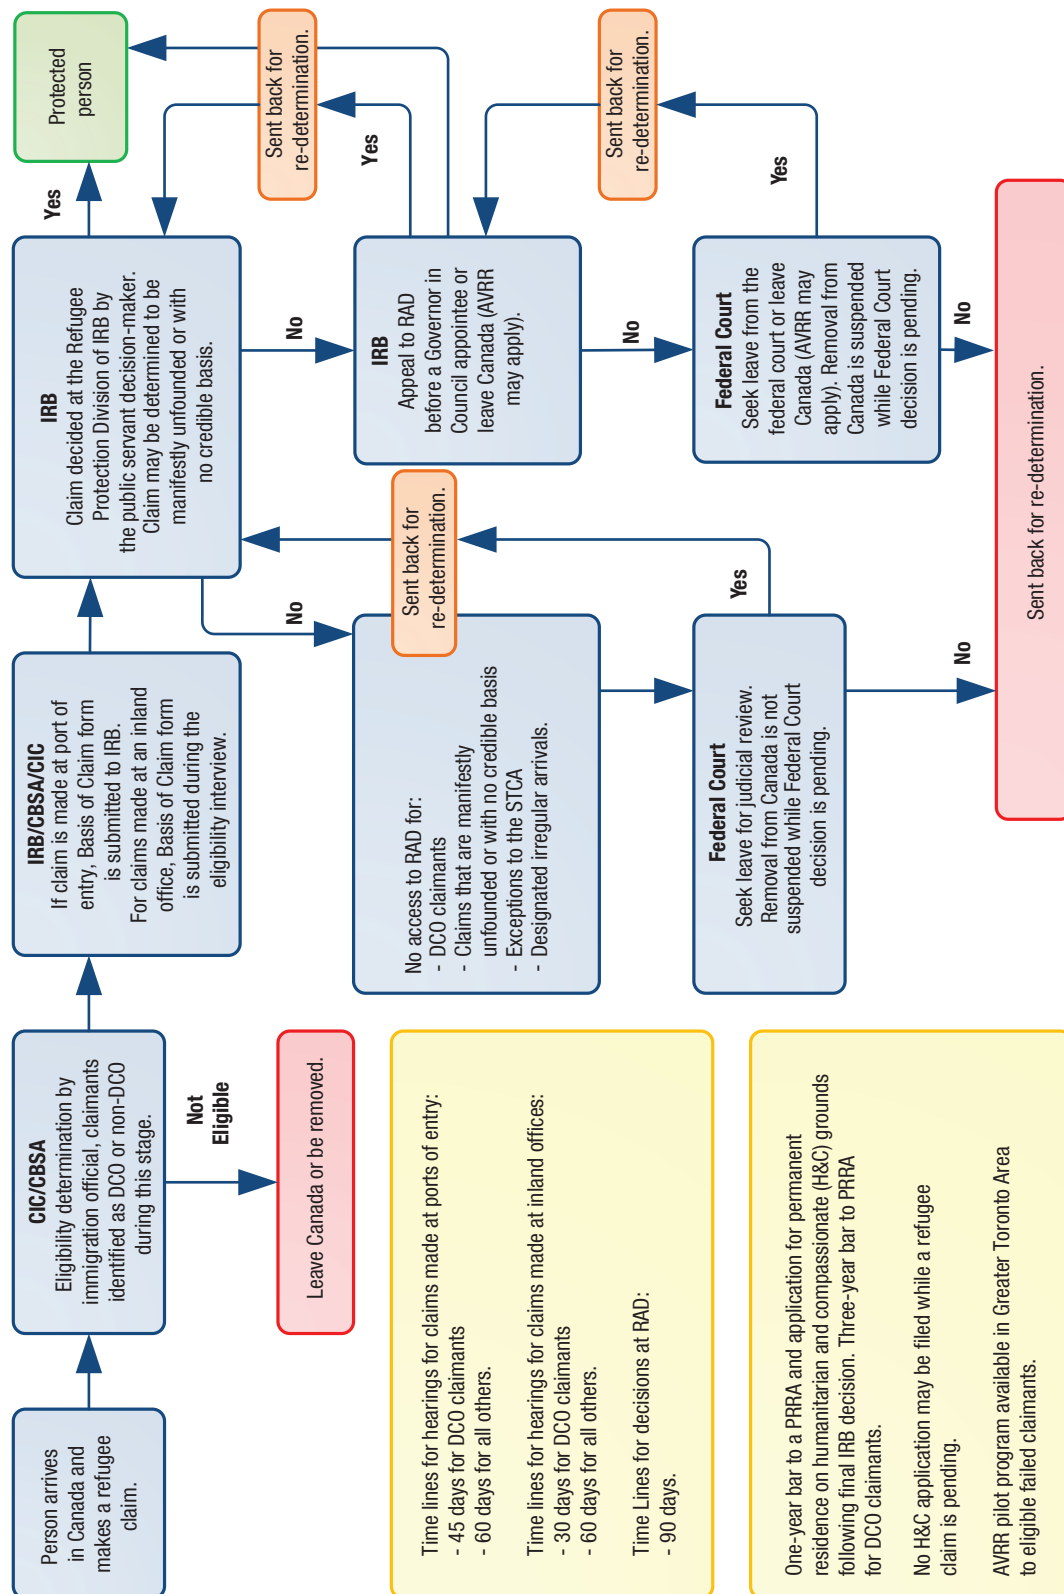 Person arrives
in Canada and
makes a refugee
claim.
CIC/CBSA
Eligibility determination by
immigration official, claimants
identified as DCO or non-DCO
during this stage.
Not
Eligible
Leave Canada or be removed.
IRB/CBSA/CIC
If claim is made at port of
entry, Basis of Claim form
is submitted to IRB.
For claims made at an inland
office, Basis of Claim form
is submitted during the
eligibility interview.
IRB
Claim decided at the Refugee
Protection Division of IRB by
the public servant decision-maker.
Claim may be determined to be
manifestly unfounded or with
no credible basis.
Yes
Protected
person
No
No
No access to RAD for:
- DCO claimants
- Claims that are manifestly
unfounded or with no credible basis
- Exceptions to the STCA
- Designated irregular arrivals.
Sent back for
re-determination.
IRB
Appeal to RAD
before a Governor in
Council appointee or
leave Canada (AVRR
may apply).
Yes
Sent back for
re-determination.
No
Federal Court
Seek leave for judicial review.
Removal from Canada is not
suspended while Federal Court
decision is pending.
Yes
No
Federal Court
Seek leave from the
federal court or leave
Canada (AVRR may
apply). Removal from
Canada is suspended
while Federal Court
decision is pending.
Yes
Sent back for
re-determination.
No
Sent back for re-determination.
Time lines for hearings for claims made at ports of entry:
- 45 days for DCO claimants
- 60 days for all others.
Time lines for hearings for claims made at inland offices:
- 30 days for DCO claimants
- 60 days for all others.
Time Lines for decisions at RAD:
- 90 days.
One-year bar to a PRRA and application for permanent
residence on humanitarian and compassionate (H&C) grounds
following final IRB decision. Three-year bar to PRRA
for DCO claimants.
No H&C application may be filed while a refugee
claim is pending.
AVRR pilot program available in Greater Toronto Area
to eligible failed claimants.